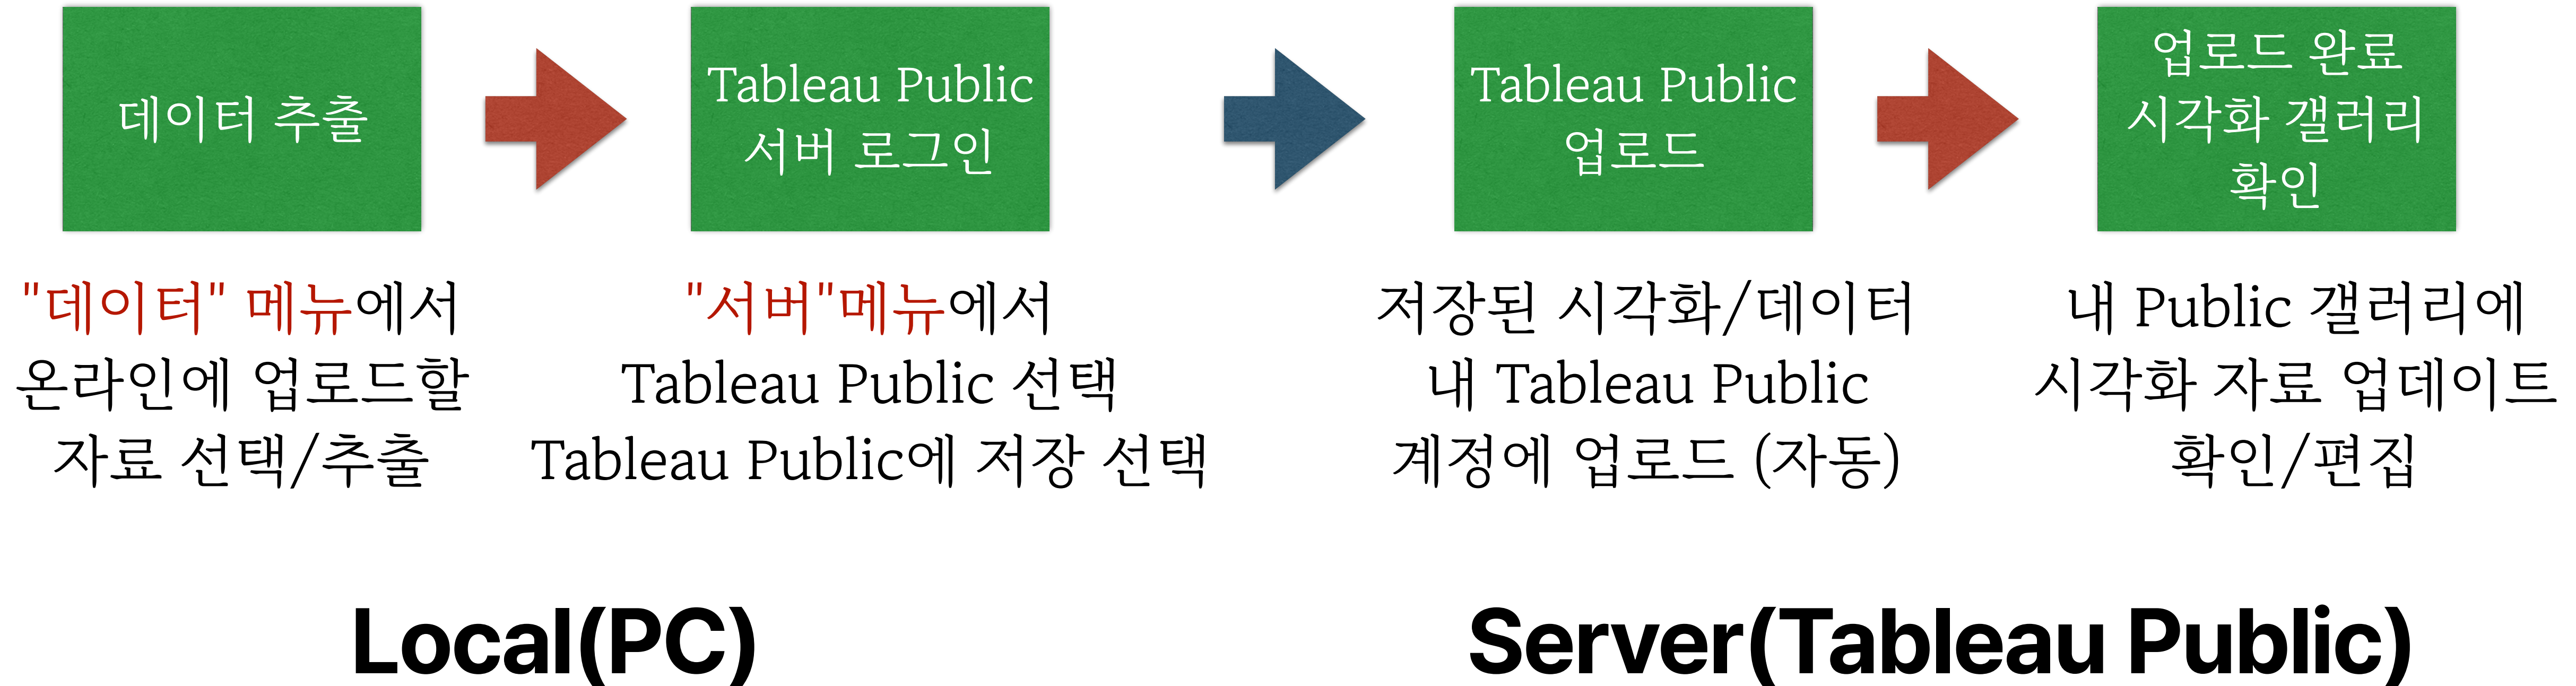 데이터 추출
Tableau Public
서버 로그인
Tableau Public
업로드
업로드 완료
시각화 갤러리
확인
"데이터" 메뉴에서
온라인에 업로드할
자료 선택/추출
"서버"메뉴에서
Tableau Public 선택
Tableau Public에 저장 선택
저장된 시각화/데이터
내 Tableau Public
계정에 업로드 (자동)
내 Public 갤러리에
시각화 자료 업데이트
확인/편집
Local(PC)
Server(Tableau Public)